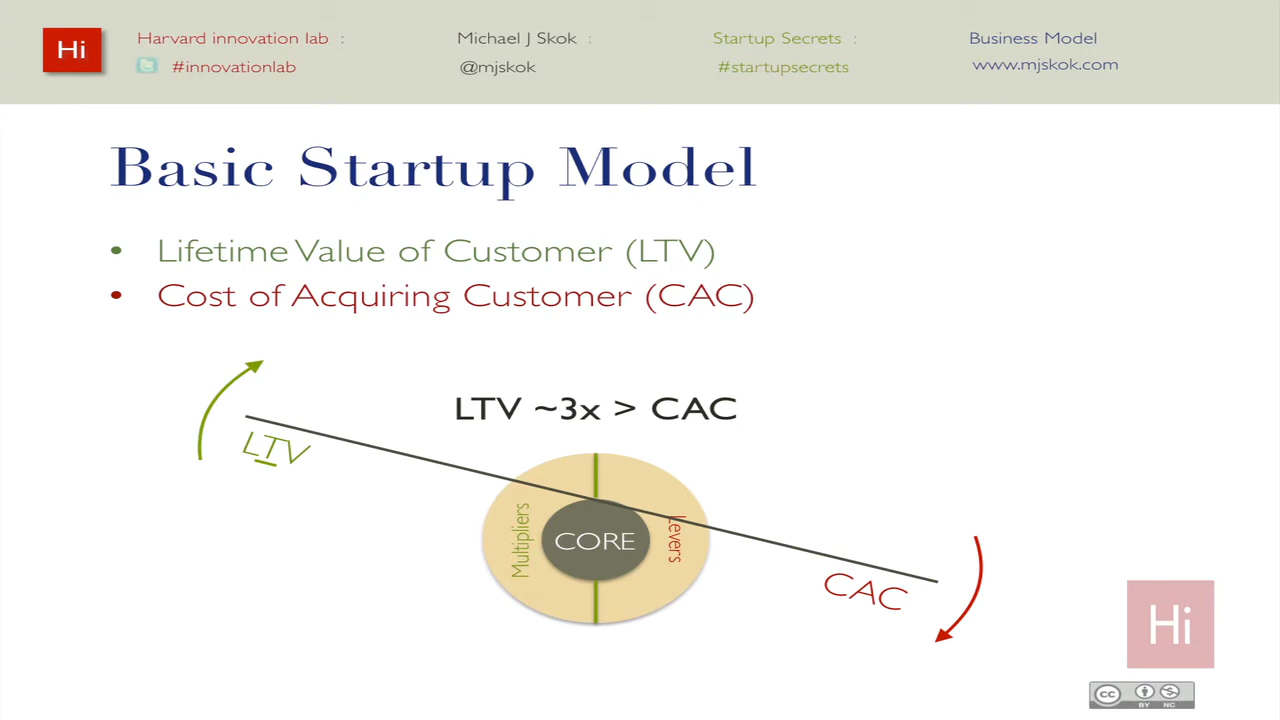 Hi
Harvard innovation lab :
#innovationlab
Michael J Skok :
@mjskok
Startup Secrets :
#startupsecrets
Business Model
www.mjskok.com
Basic Startup Model
• Lifetime Value of Customer (LTV)
• Cost of Acquiring Customer (CAC)
LTV ~3x > CAC
LTV
Multipliers
CORE
Levers
CAC
Hi
cc
BY NC